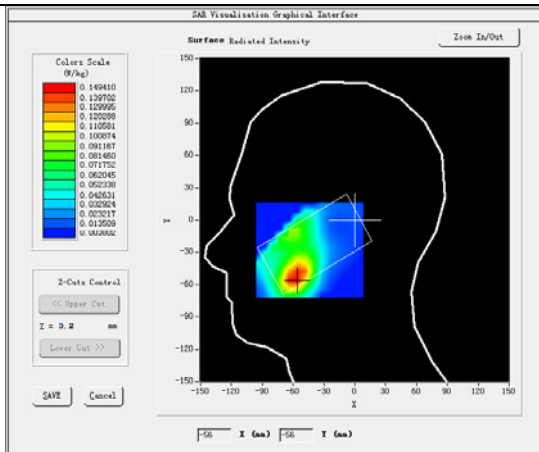 SAR Visualisation Graphical Interface
Surface Radiated Intensity
Zoom In/Out
Colors Scale
(W/kg)
0.149410
0.139702
0.129995
0.120288
0.110581
0.100874
0.091167
0.081460
0.071752
0.062045
0.052338
0.042631
0.032924
0.023217
0.013509
0.003802
150
120
90
60
30
0
-30
-60
-90
-120
-150
Y
-150 -120 -90 -60 -30 0 30 60 90 120 150
X
Z-Cuts Control
<< Upper Cut
Z = 0.2 mm
Lower Cut >>
SAVE Cancel
-56 X (mm) -56 Y (mm)